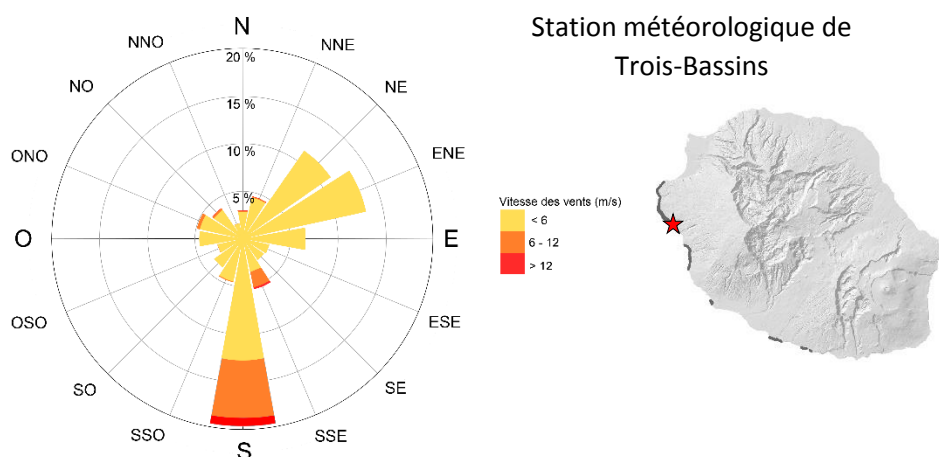 Station météorologique de
Trois-Bassins
N
NNE
NE
ENE
E
ESE
SE
SSE
S
SSO
SO
OSO
O
ONO
NO
NNO
20 %
15 %
10 %
5 %
Vitesse des vents (m/s)
< 6
6 - 12
> 12